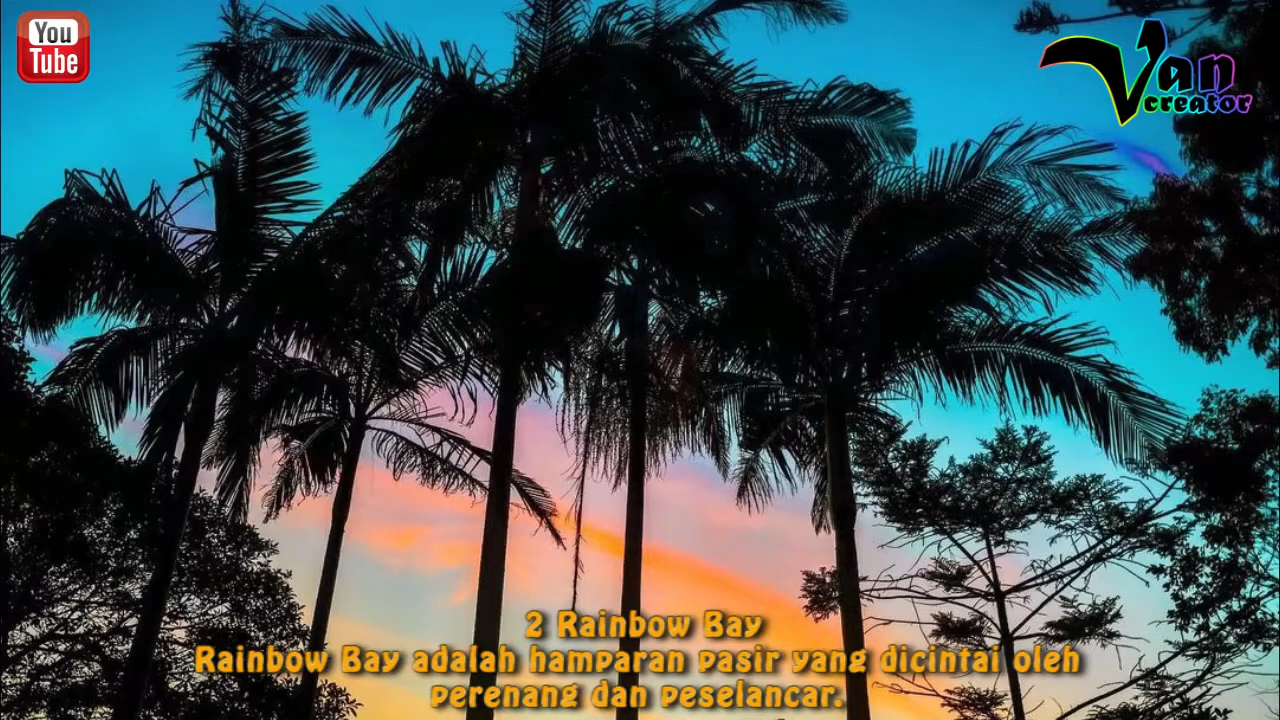 You
Tube
Van
creator
2 Rainbow Bay
Rainbow Bay adalah hamparan pasir yang dicintai oleh
perenang dan peselancar.